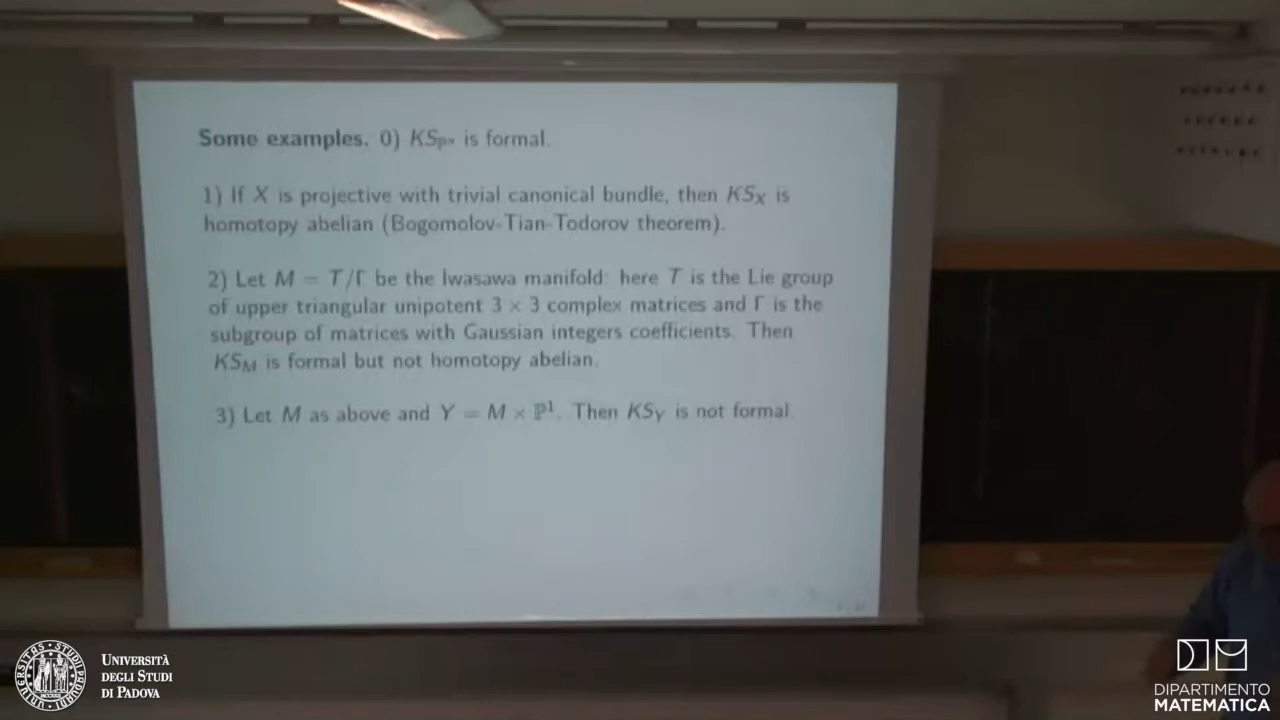 Some examples. 0) KS_{ℙⁿ} is formal.
1) If X is projective with trivial canonical bundle, then KS_X is
homotopy abelian (Bogomolov-Tian-Todorov theorem).
2) Let M = T/Γ be the Iwasawa manifold: here T is the Lie group
of upper triangular unipotent 3 × 3 complex matrices and Γ is the
subgroup of matrices with Gaussian integers coefficients. Then
KS_M is formal but not homotopy abelian.
3) Let M as above and Y = M × ℙ¹. Then KS_Y is not formal.
UNIVERSITÀ
DEGLI STUDI
DI PADOVA
DIPARTIMENTO
MATEMATICA